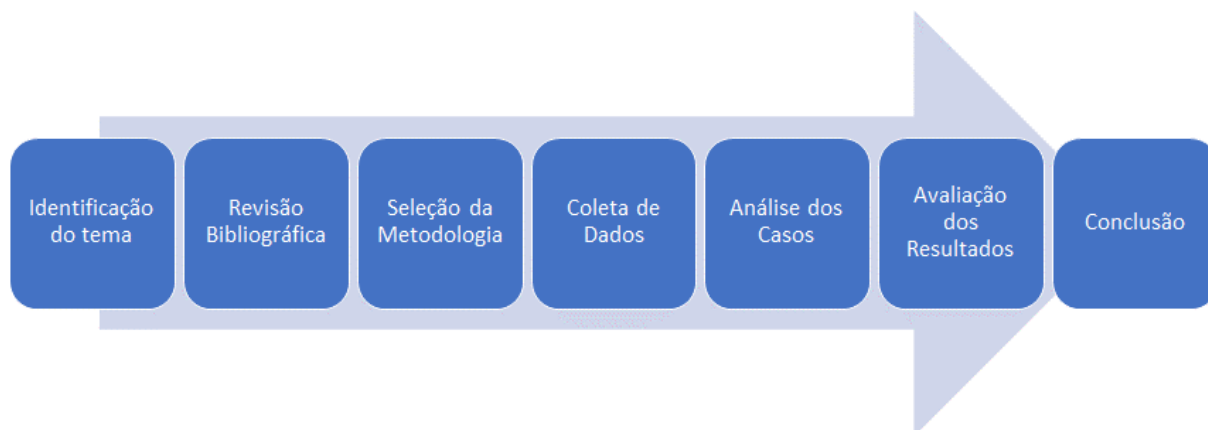 Identificação
do tema
Revisão
Bibliográfica
Seleção da
Metodologia
Coleta de
Dados
Análise dos
Casos
Avaliação
dos
Resultados
Conclusão